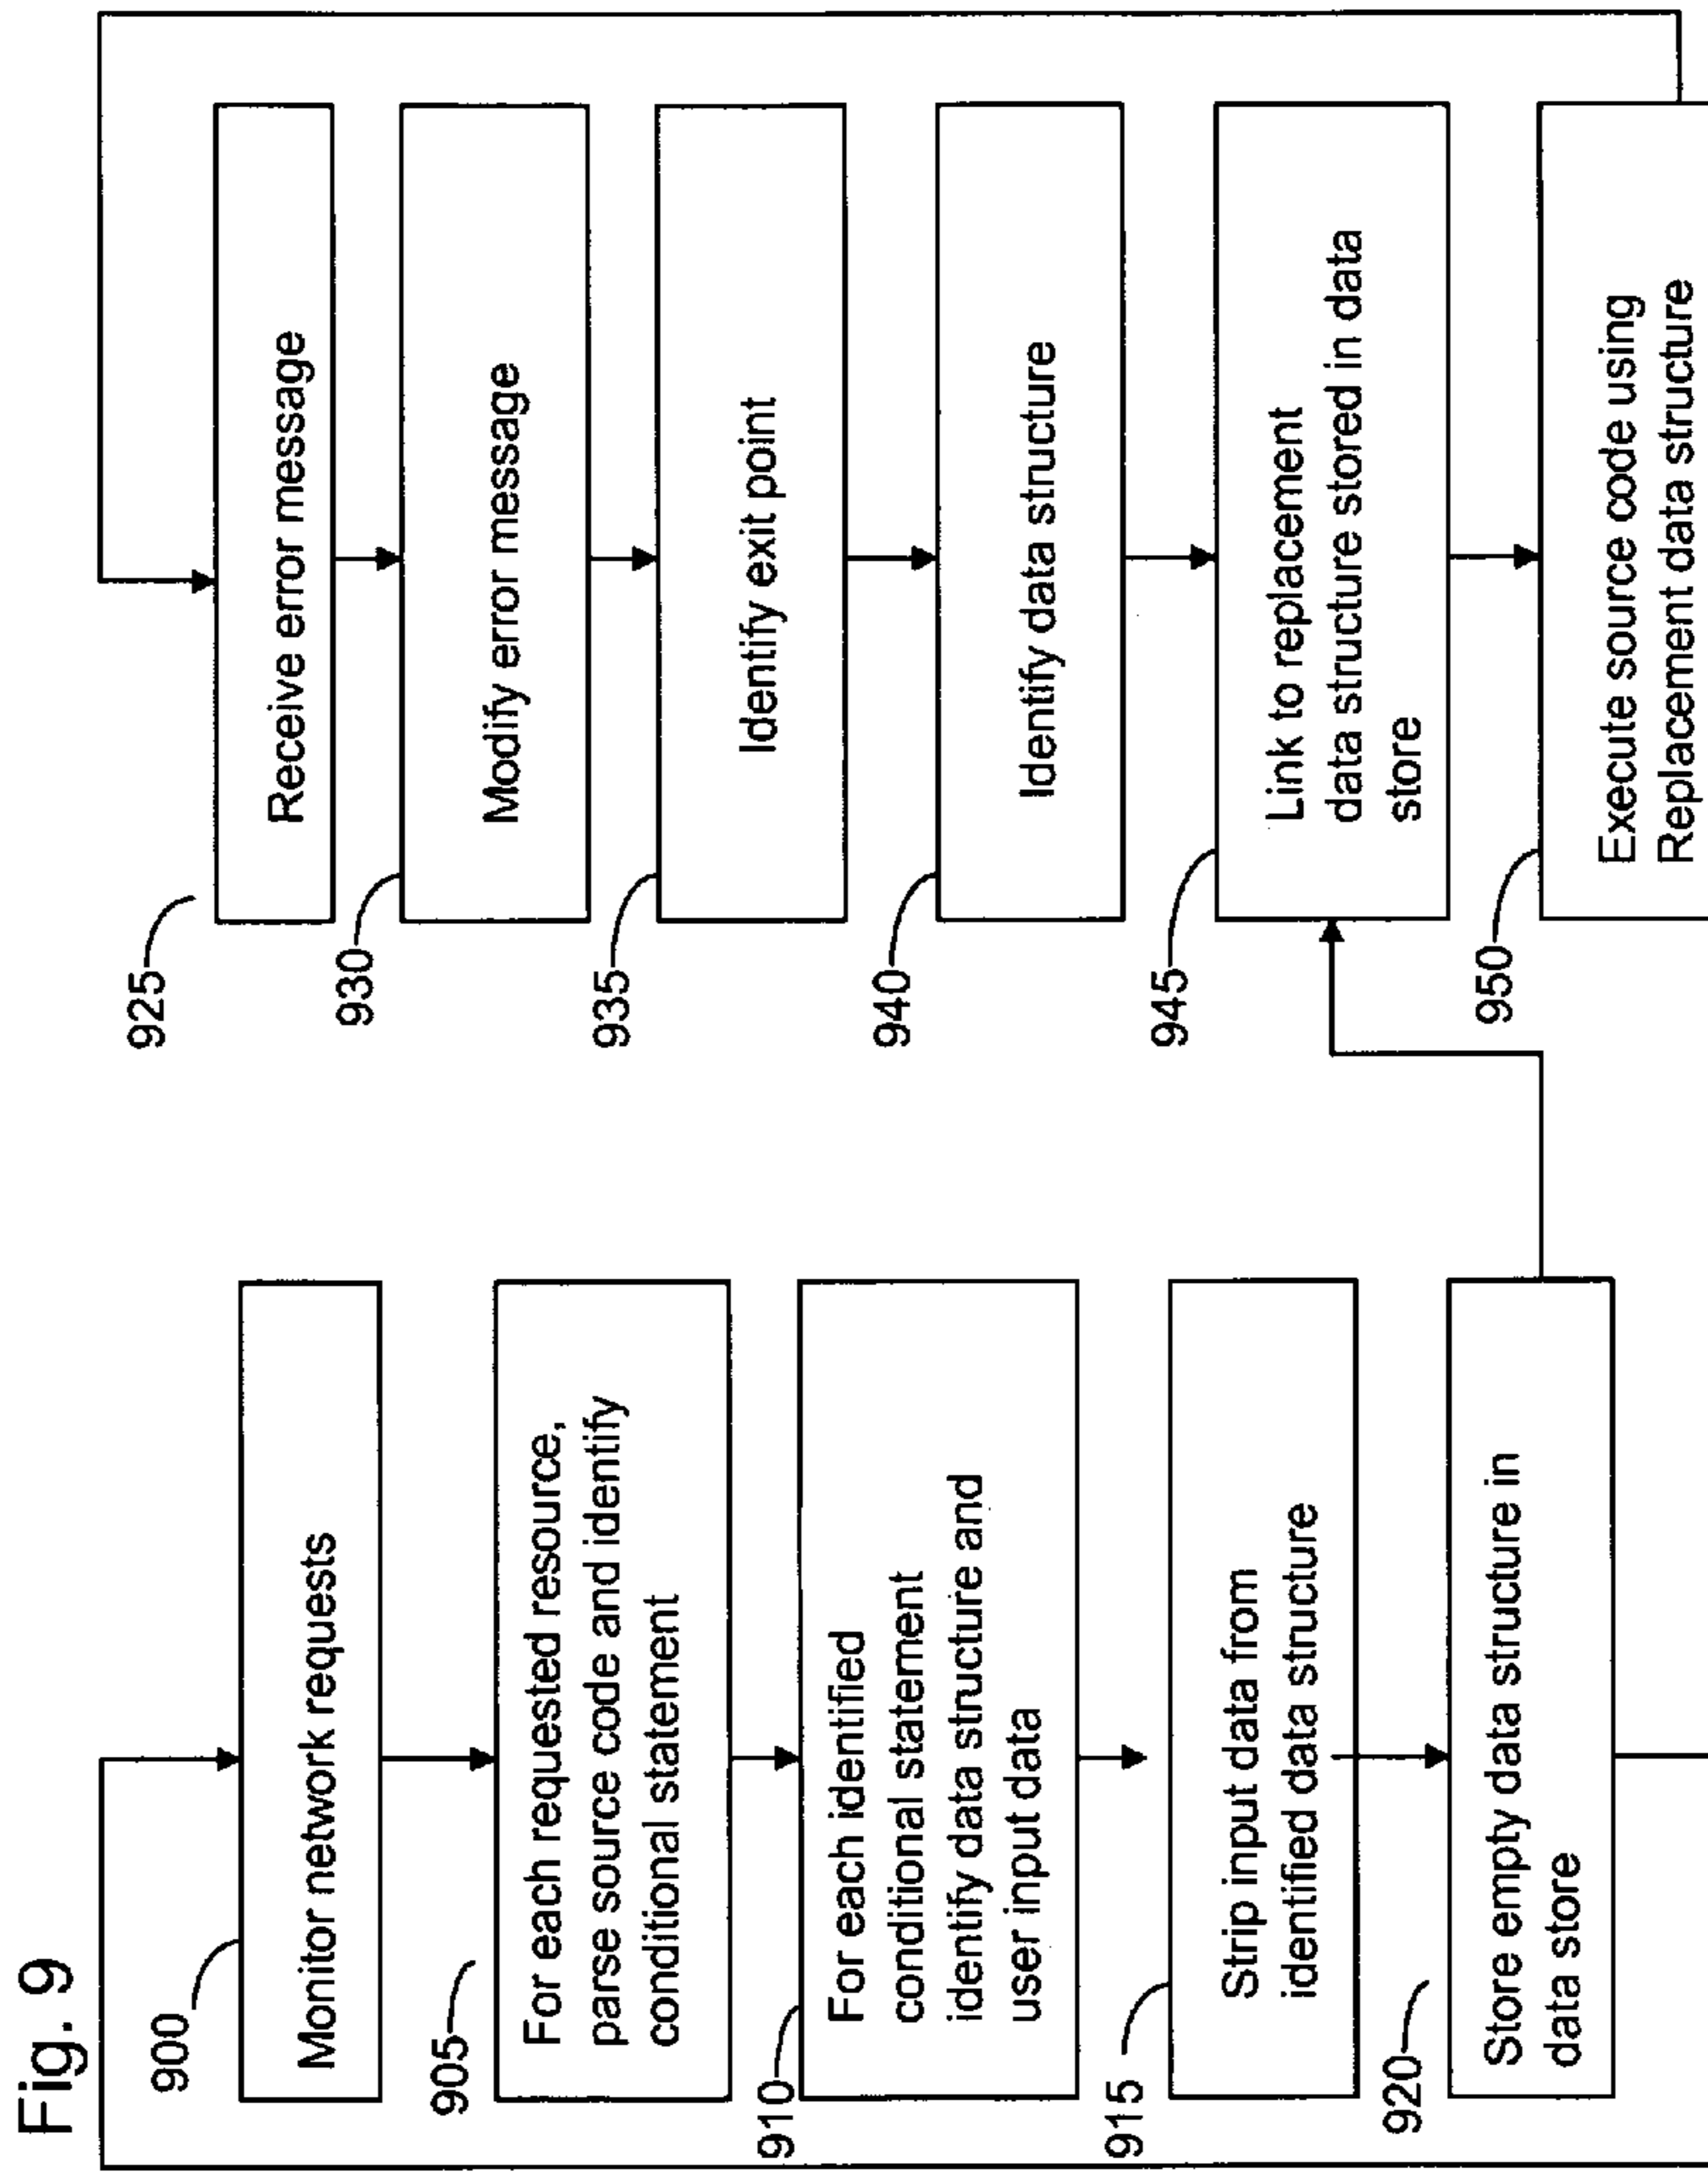 Fig. 9
900
Monitor network requests
905
For each requested resource,
parse source code and identify
conditional statement
910
For each identified
conditional statement
identify data structure and
user input data
915
Strip input data from
identified data structure
920
Store empty data structure in
data store
925
Receive error message
930
Modify error message
935
Identify exit point
940
Identify data structure
945
Link to replacement
data structure stored in data
store
950
Execute source code using
Replacement data structure